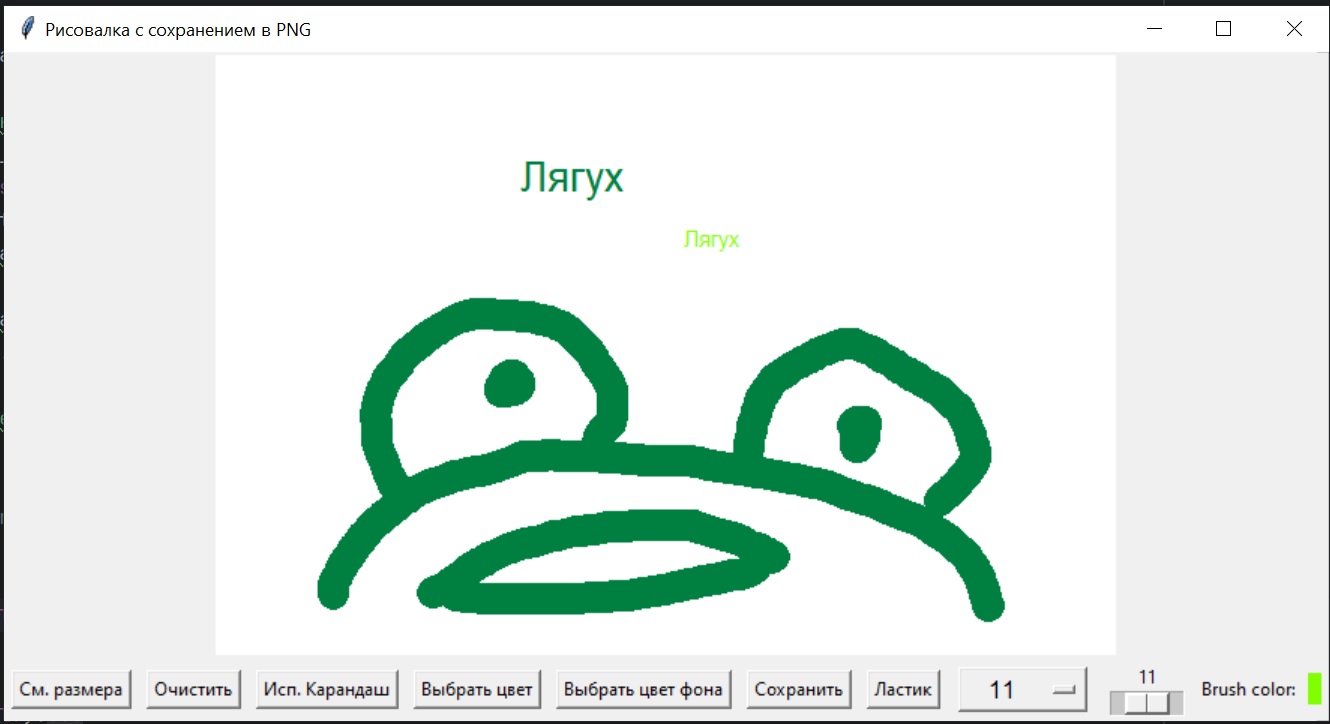 Рисовалка с сохранением в PNG
Лягух
Лягух
См. размера Очистить Исп. Карандаш Выбрать цвет Выбрать цвет фона Сохранить Ластик 11 11 Brush color: